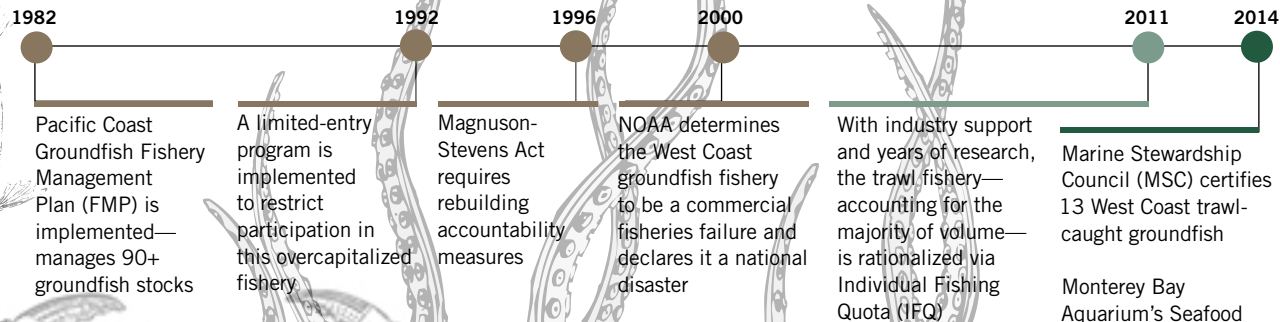 1982
Pacific Coast
Groundfish Fishery
Management
Plan (FMP) is
implemented—
manages 90+
groundfish stocks
1992
A limited-entry
program is
implemented
to restrict
participation in
this overcapitalized
fishery
1996
Magnuson-
Stevens Act
requires
rebuilding
accountability
measures
2000
NOAA determines
the West Coast
groundfish fishery
to be a commercial
fisheries failure and
declares it a national
disaster
2011
With industry support
and years of research,
the trawl fishery—
accounting for the
majority of volume—
is rationalized via
Individual Fishing
Quota (IFQ)
2014
Marine Stewardship
Council (MSC) certifies
13 West Coast trawl-
caught groundfish
Monterey Bay
Aquarium's Seafood